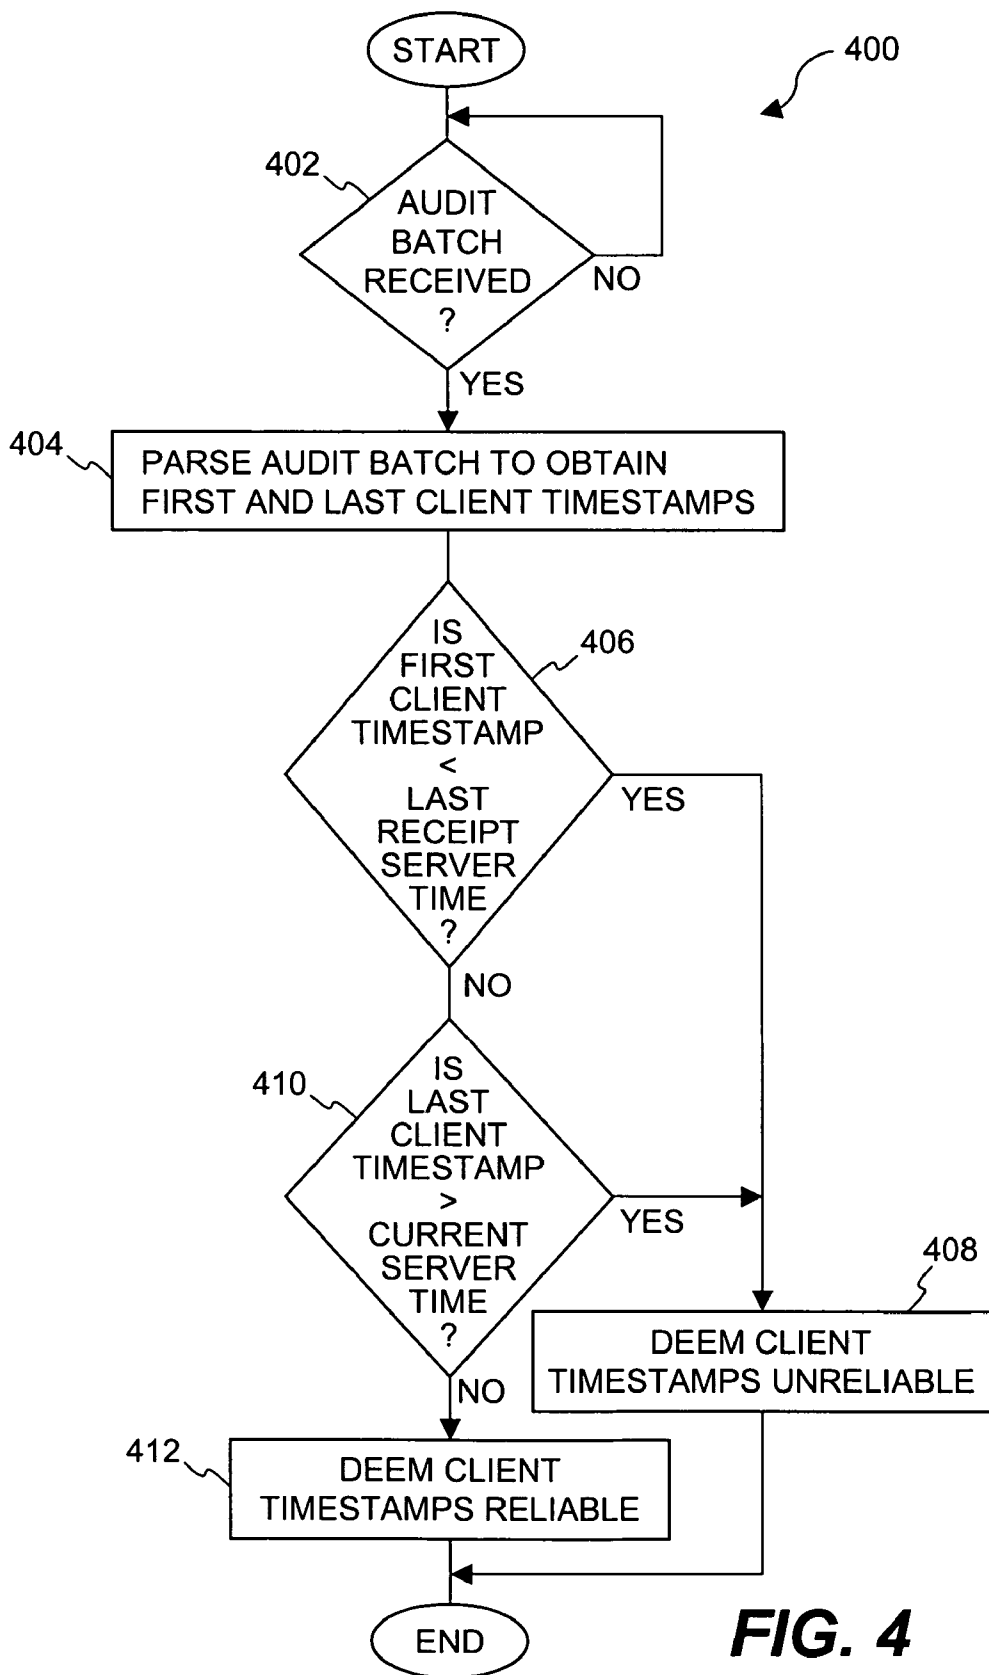 START
400
402
AUDIT
BATCH
RECEIVED
?
NO
YES
404
PARSE AUDIT BATCH TO OBTAIN
FIRST AND LAST CLIENT TIMESTAMPS
IS
FIRST
CLIENT
TIMESTAMP
<
LAST
RECEIPT
SERVER
TIME
?
406
YES
NO
410
IS
LAST
CLIENT
TIMESTAMP
>
CURRENT
SERVER
TIME
?
YES
NO
408
DEEM CLIENT
TIMESTAMPS UNRELIABLE
412
DEEM CLIENT
TIMESTAMPS RELIABLE
END
FIG. 4